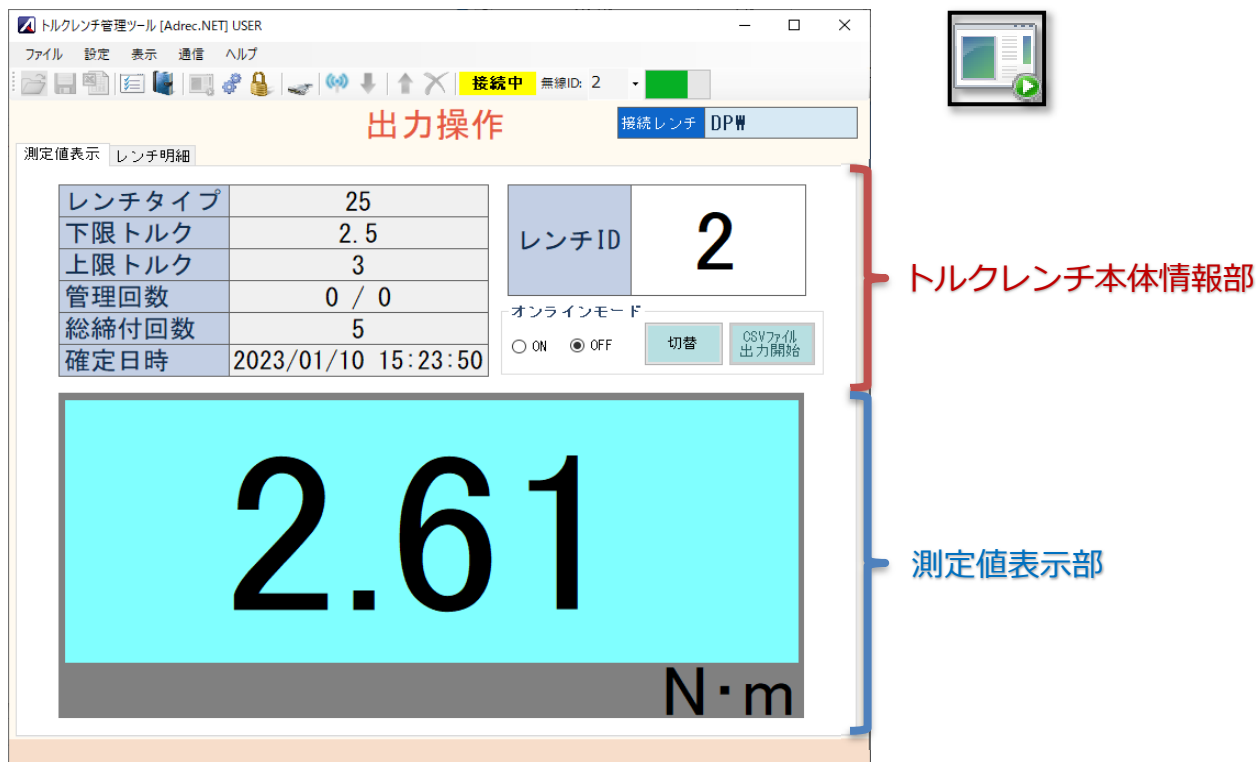 トルクレンチ管理ツール [Adrec.NET] USER
ファイル 設定 表示 通信 ヘルプ
接続中 無線ID: 2
出力操作
接続レンチ DPW
測定値表示 レンチ明細
レンチタイプ 25
下限トルク 2.5
上限トルク 3
管理回数 0 / 0
総締付回数 5
確定日時 2023/01/10 15:23:50
レンチID 2
オンラインモード
ON OFF 切替 CSVファイル
出力開始
トルクレンチ本体情報部
2.61
N・m
測定値表示部